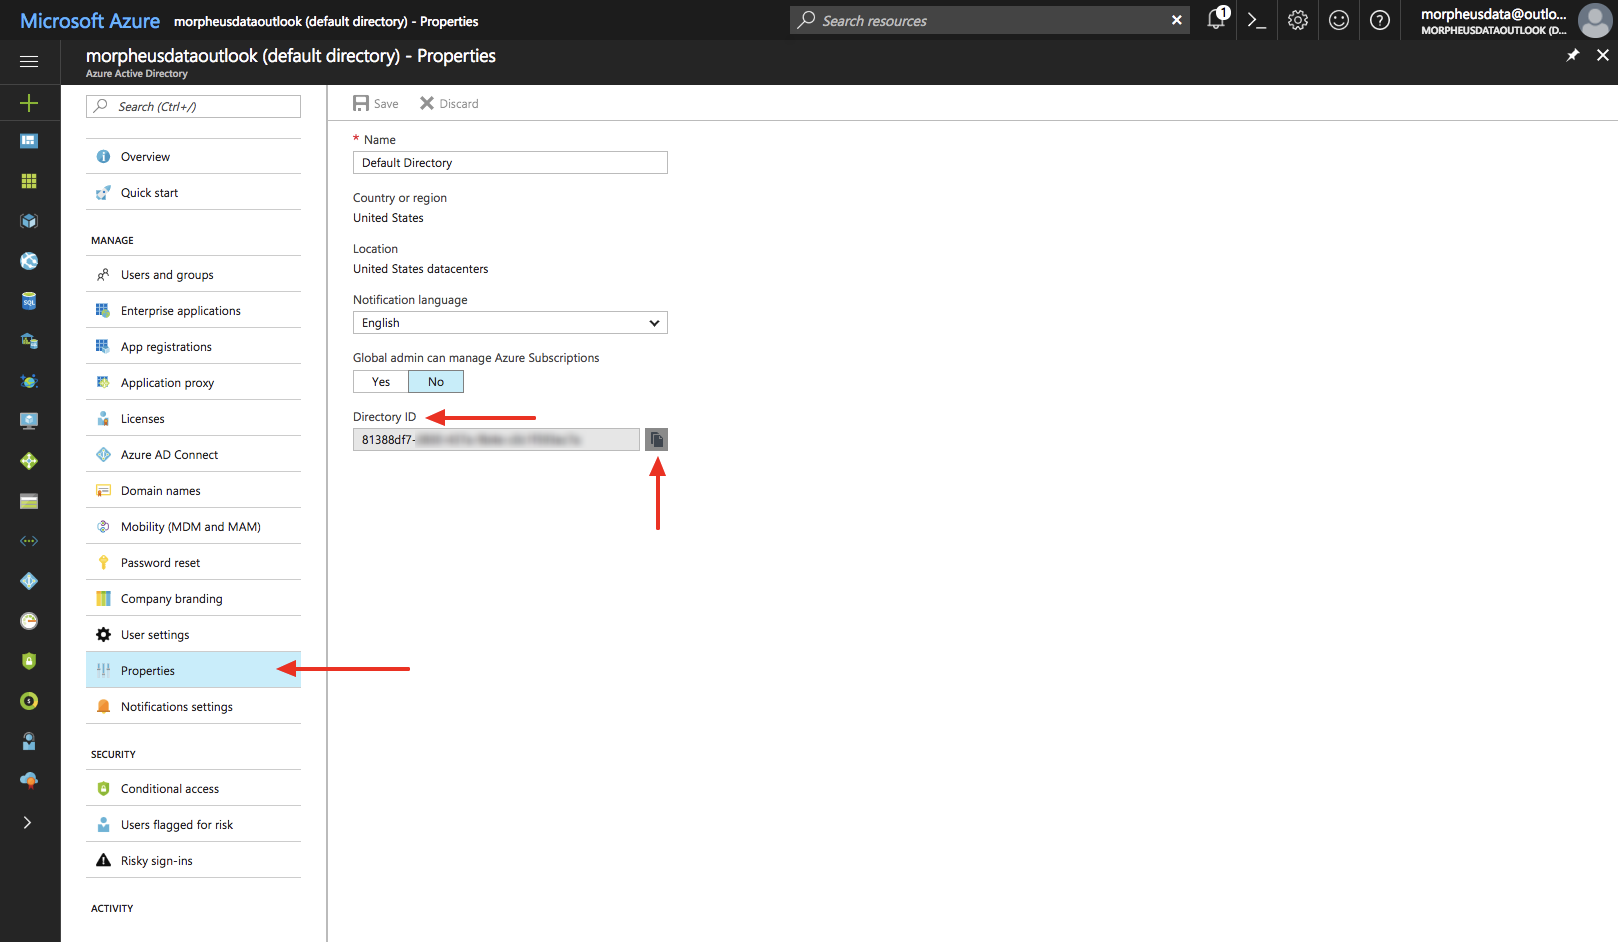 Microsoft Azure morpheusdataoutlook (default directory) - Properties
Search resources
1
morpheusdata@outlo...
MORPHEUSDATAOUTLOOK (D...
morpheusdataoutlook (default directory) - Properties
Azure Active Directory
Search (Ctrl+/)
Overview
Quick start
MANAGE
Users and groups
Enterprise applications
App registrations
Application proxy
Licenses
Azure AD Connect
Domain names
Mobility (MDM and MAM)
Password reset
Company branding
User settings
Properties
Notifications settings
SECURITY
Conditional access
Users flagged for risk
Risky sign-ins
ACTIVITY
Save Discard
* Name
Default Directory
Country or region
United States
Location
United States datacenters
Notification language
English
Global admin can manage Azure Subscriptions
Yes No
Directory ID
81388df7-